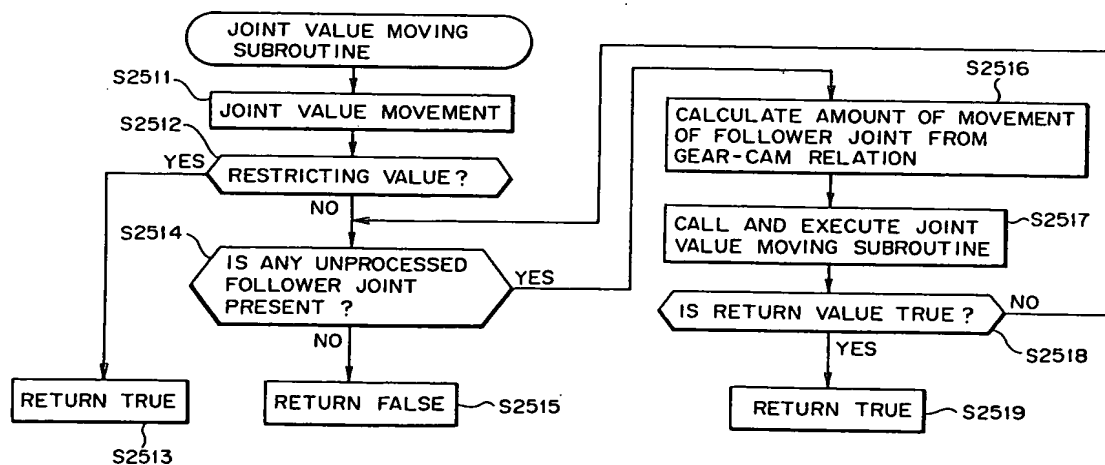 JOINT VALUE MOVING
SUBROUTINE
S2511
JOINT VALUE MOVEMENT
S2512
YES
RESTRICTING VALUE?
NO
S2514
IS ANY UNPROCESSED
FOLLOWER JOINT
PRESENT ?
YES
NO
RETURN TRUE
S2513
RETURN FALSE
S2515
S2516
CALCULATE AMOUNT OF MOVEMENT
OF FOLLOWER JOINT FROM
GEAR-CAM RELATION
S2517
CALL AND EXECUTE JOINT
VALUE MOVING SUBROUTINE
IS RETURN VALUE TRUE?
NO
S2518
YES
RETURN TRUE
S2519